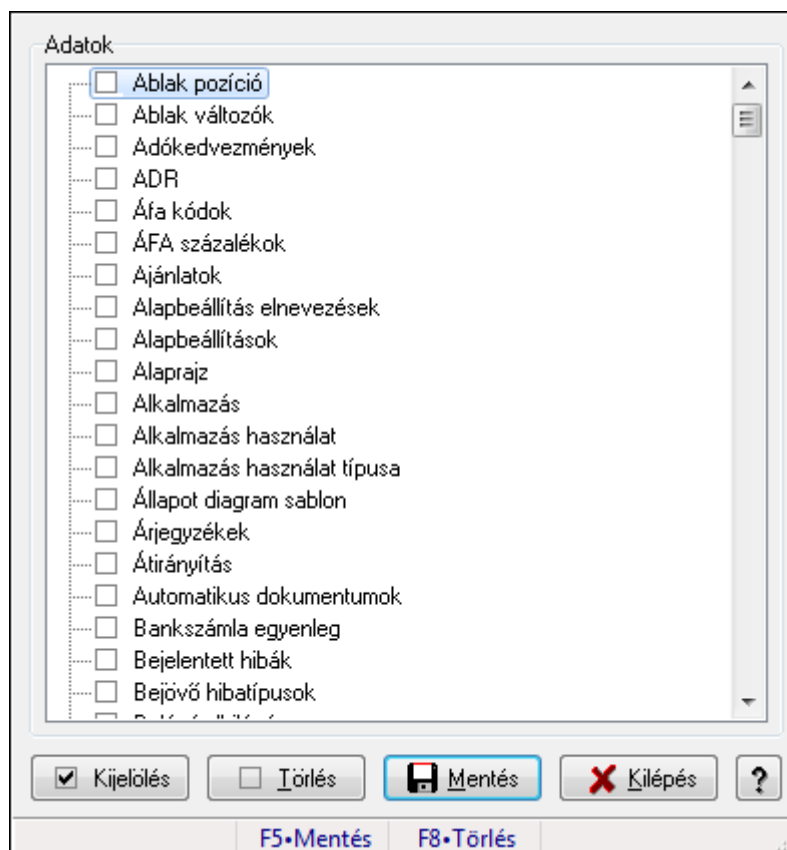 Adatok
Ablak pozíció
Ablak változók
Adókedvezmények
ADR
Áfa kódok
ÁFA százalékok
Ajánlatok
Alapbeállítás elnevezések
Alapbeállítások
Alaprajz
Alkalmazás
Alkalmazás használat
Alkalmazás használat típusa
Állapot diagram sablon
Árjegyzékek
Átirányítás
Automatikus dokumentumok
Bankszámla egyenleg
Bejelentett hibák
Bejövő hibatípusok
Kijelölés Törlés Mentés Kilépés ?
F5•Mentés F8•Törlés